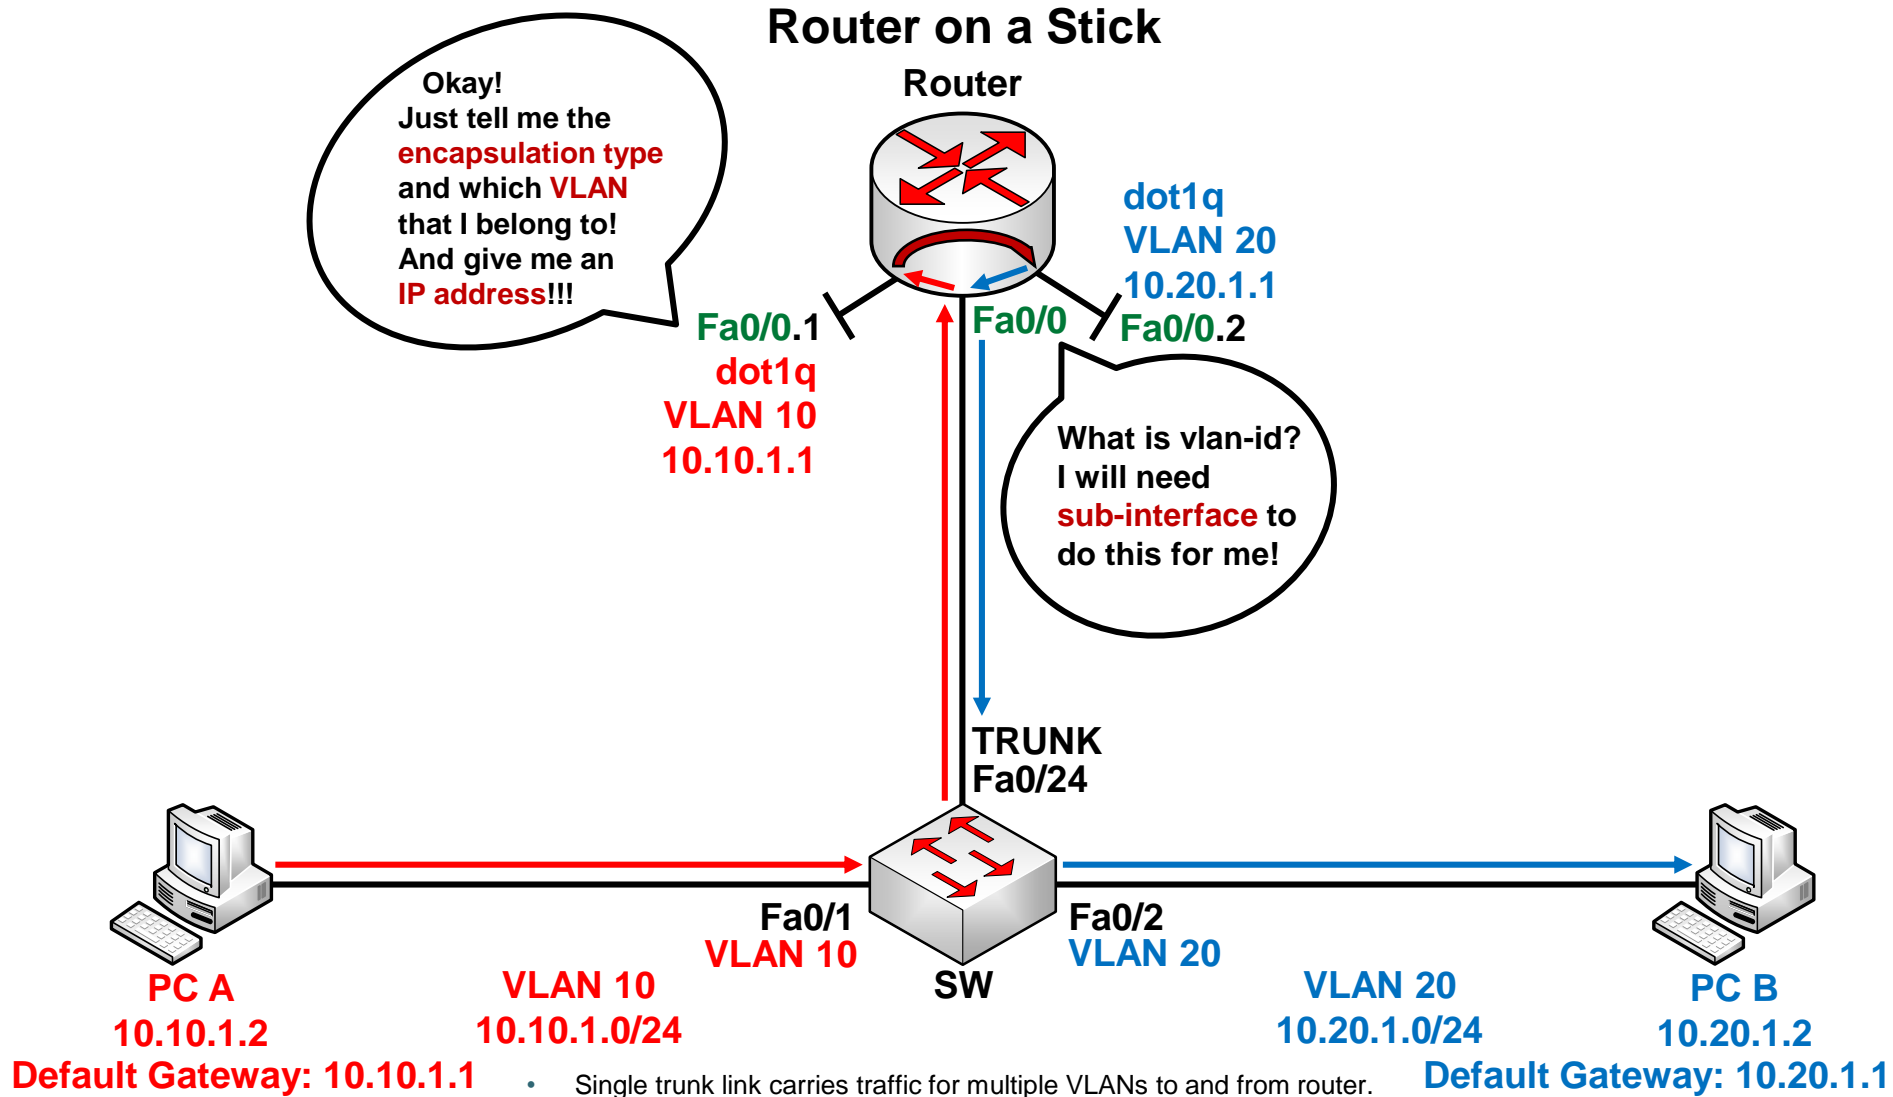 Router on a Stick
Router
Okay!
Just tell me the
encapsulation type
and which VLAN
that I belong to!
And give me an
IP address!!!
dot1q
VLAN 20
10.20.1.1
Fa0/0.2
Fa0/0
Fa0/0.1
dot1q
VLAN 10
10.10.1.1
What is vlan-id?
I will need
sub-interface to
do this for me!
TRUNK
Fa0/24
Fa0/1
VLAN 10
Fa0/2
VLAN 20
SW
PC A
10.10.1.2
Default Gateway: 10.10.1.1
VLAN 10
10.10.1.0/24
VLAN 20
10.20.1.0/24
PC B
10.20.1.2
Default Gateway: 10.20.1.1
• Single trunk link carries traffic for multiple VLANs to and from router.